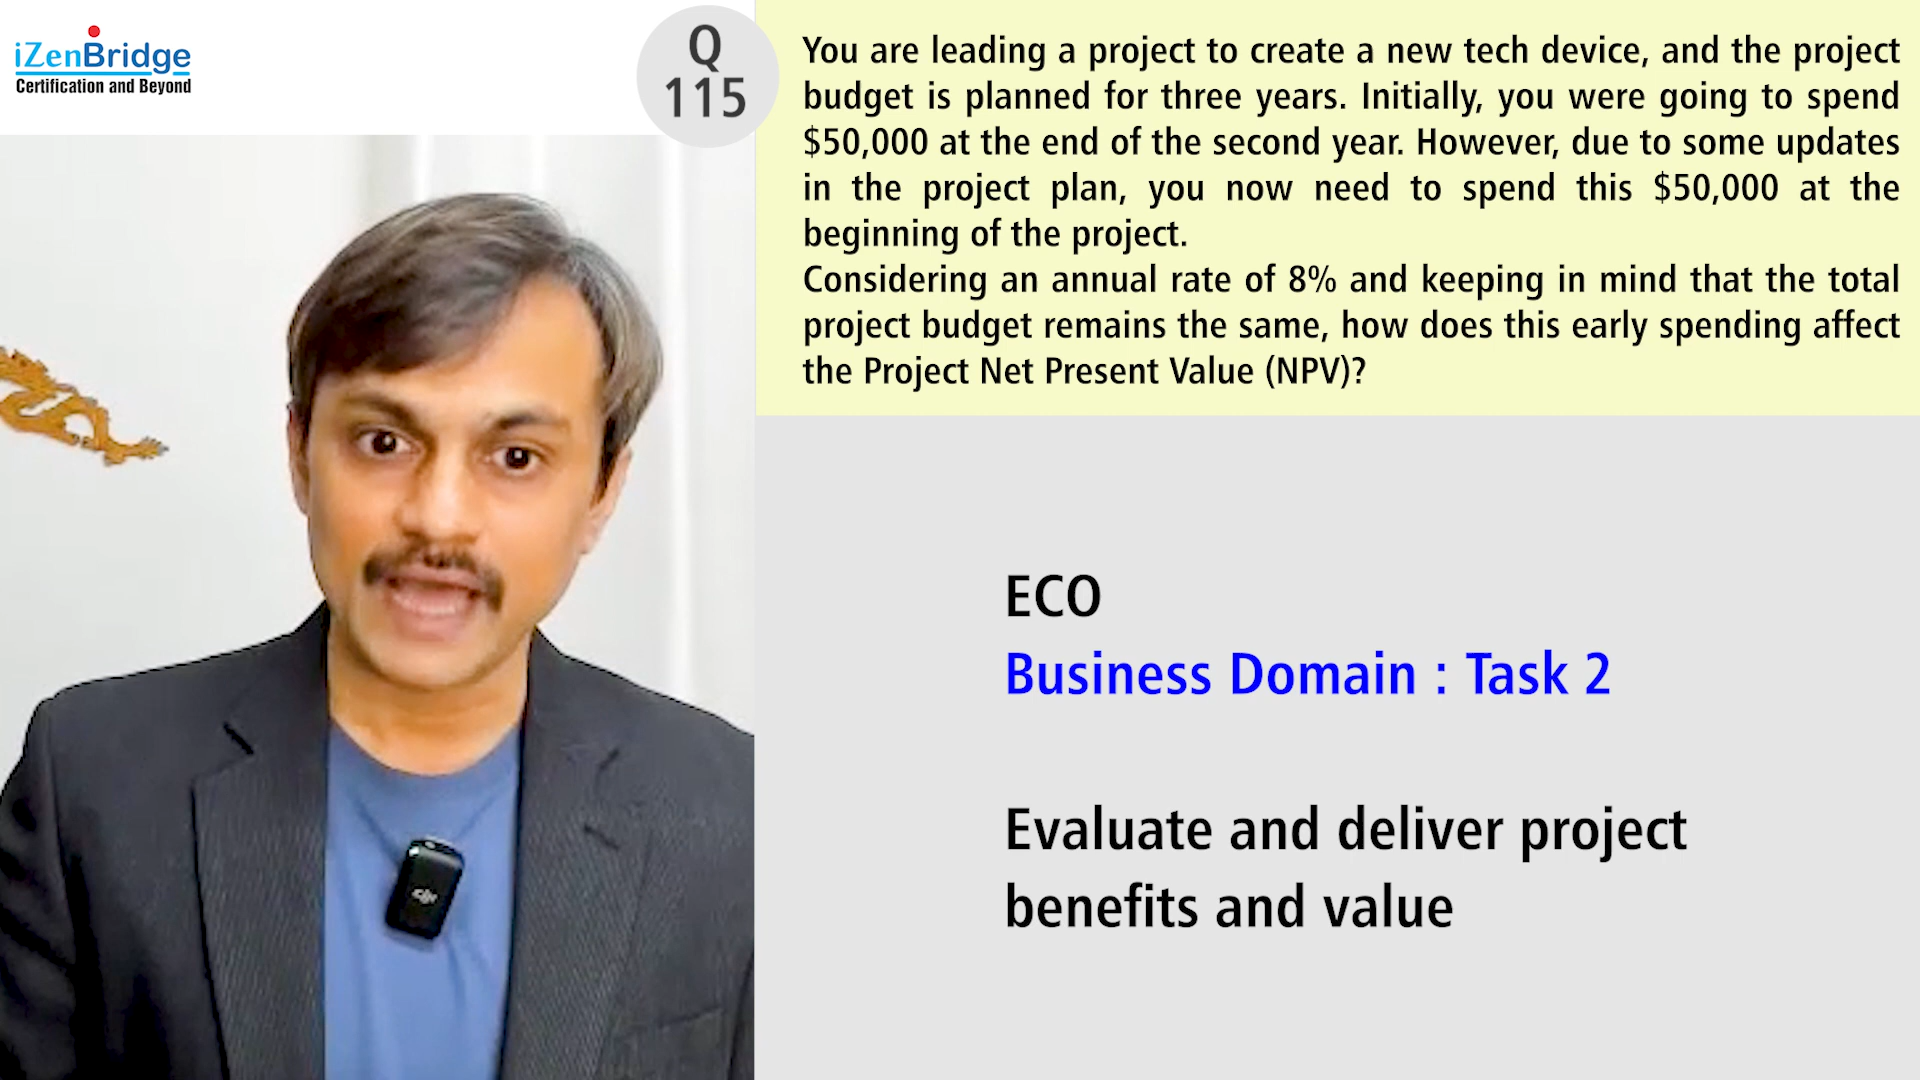 iZenBridge
Certification and Beyond
Q
115
You are leading a project to create a new tech device, and the project
budget is planned for three years. Initially, you were going to spend
$50,000 at the end of the second year. However, due to some updates
in the project plan, you now need to spend this $50,000 at the
beginning of the project.
Considering an annual rate of 8% and keeping in mind that the total
project budget remains the same, how does this early spending affect
the Project Net Present Value (NPV)?
ECO
Business Domain : Task 2
Evaluate and deliver project
benefits and value
dji